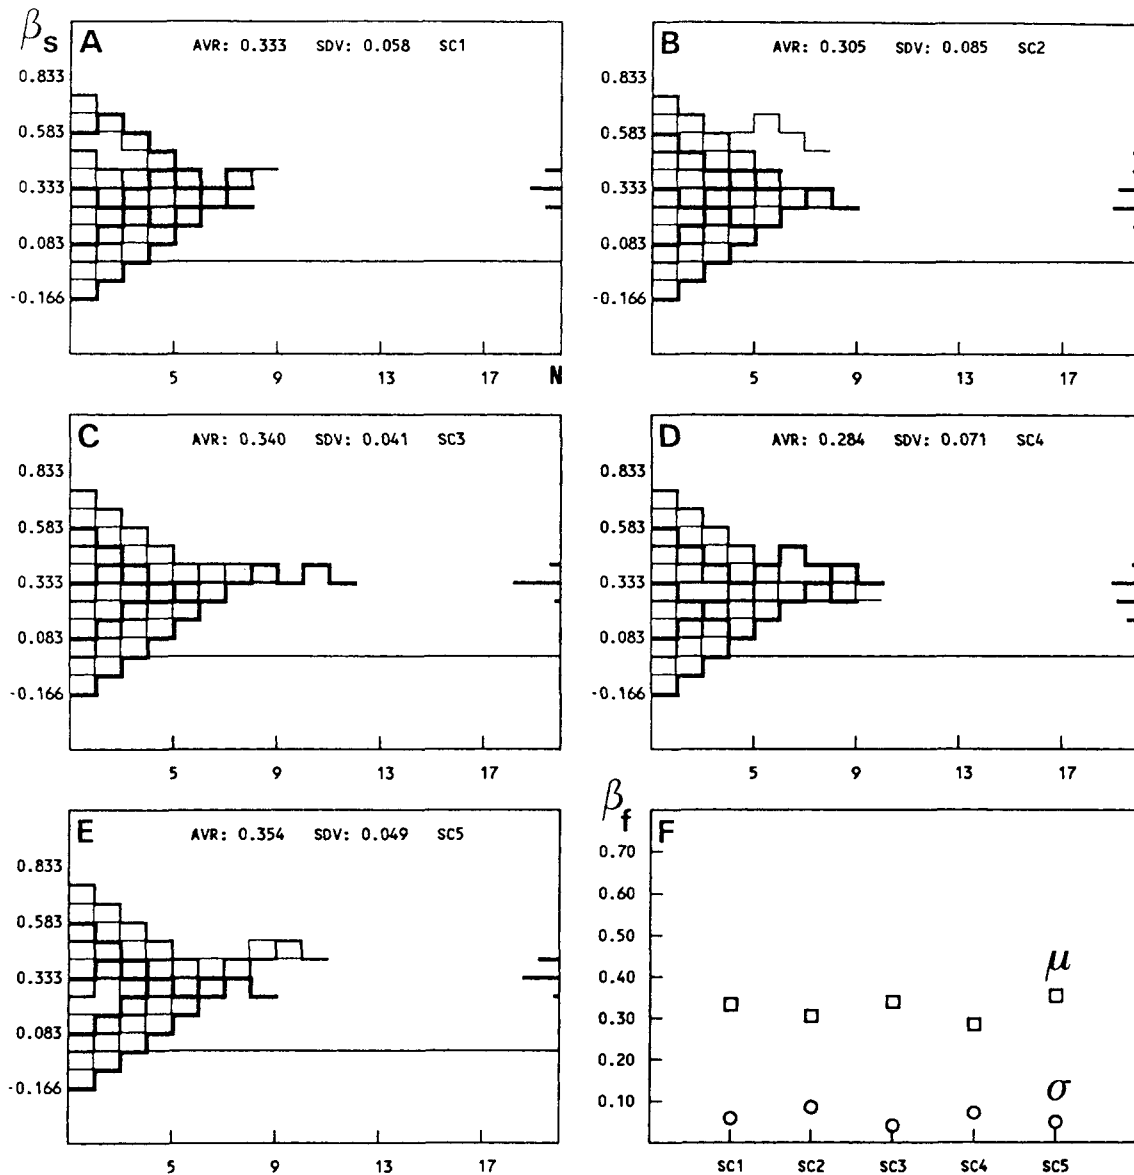 βs A AVR: 0.333 SDV: 0.058 SC1
0.833
0.583
0.333
0.083
-0.166
5 9 13 17 N
B AVR: 0.305 SDV: 0.085 SC2
0.833
0.583
0.333
0.083
-0.166
5 9 13 17
C AVR: 0.340 SDV: 0.041 SC3
0.833
0.583
0.333
0.083
-0.166
5 9 13 17
D AVR: 0.284 SDV: 0.071 SC4
0.833
0.583
0.333
0.083
-0.166
5 9 13 17
E AVR: 0.354 SDV: 0.049 SC5
0.833
0.583
0.333
0.083
-0.166
5 9 13 17
βf F
0.70
0.60
0.50
0.40
0.30
0.20
0.10
μ
σ
SC1 SC2 SC3 SC4 SC5